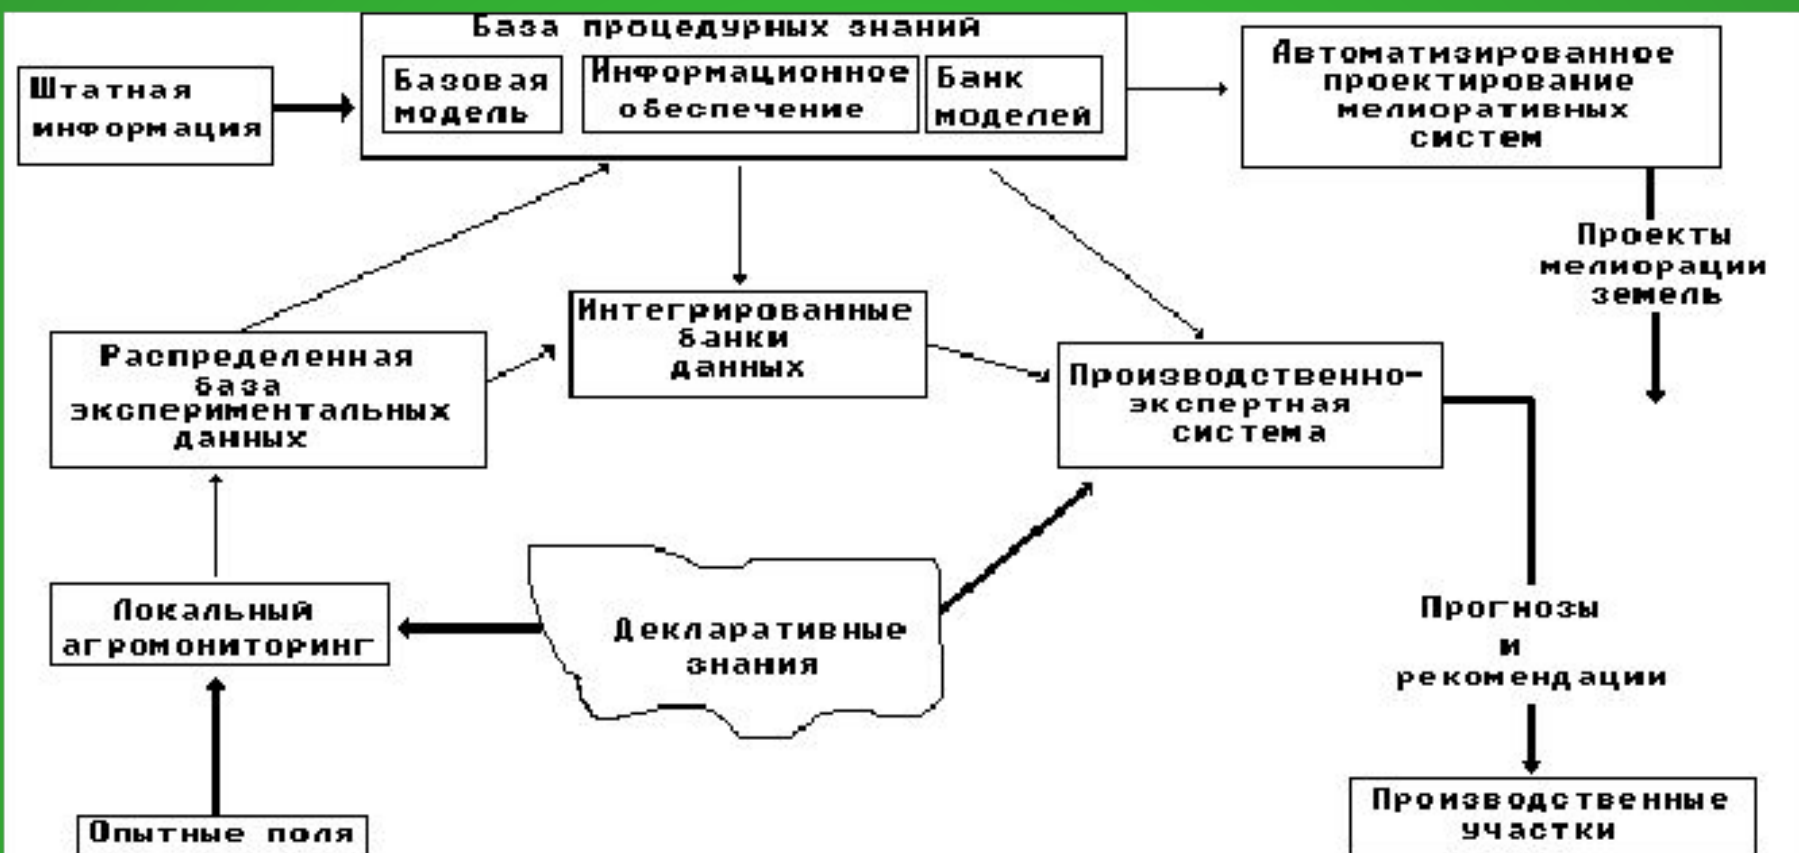 База процедурных знаний
Штатная
информация
Базовая
модель
Информационное
обеспечение
Банк
моделей
Автоматизированное
проектирование
мелиоративных
систем
Проекты
мелиорации
земель
Интегрированные
банки
данных
Распределенная
база
экспериментальных
данных
Производственно-
экспертная
система
Локальный
агромониторинг
Декларативные
знания
Прогнозы
и
рекомендации
Опытные поля
Производственные
участки